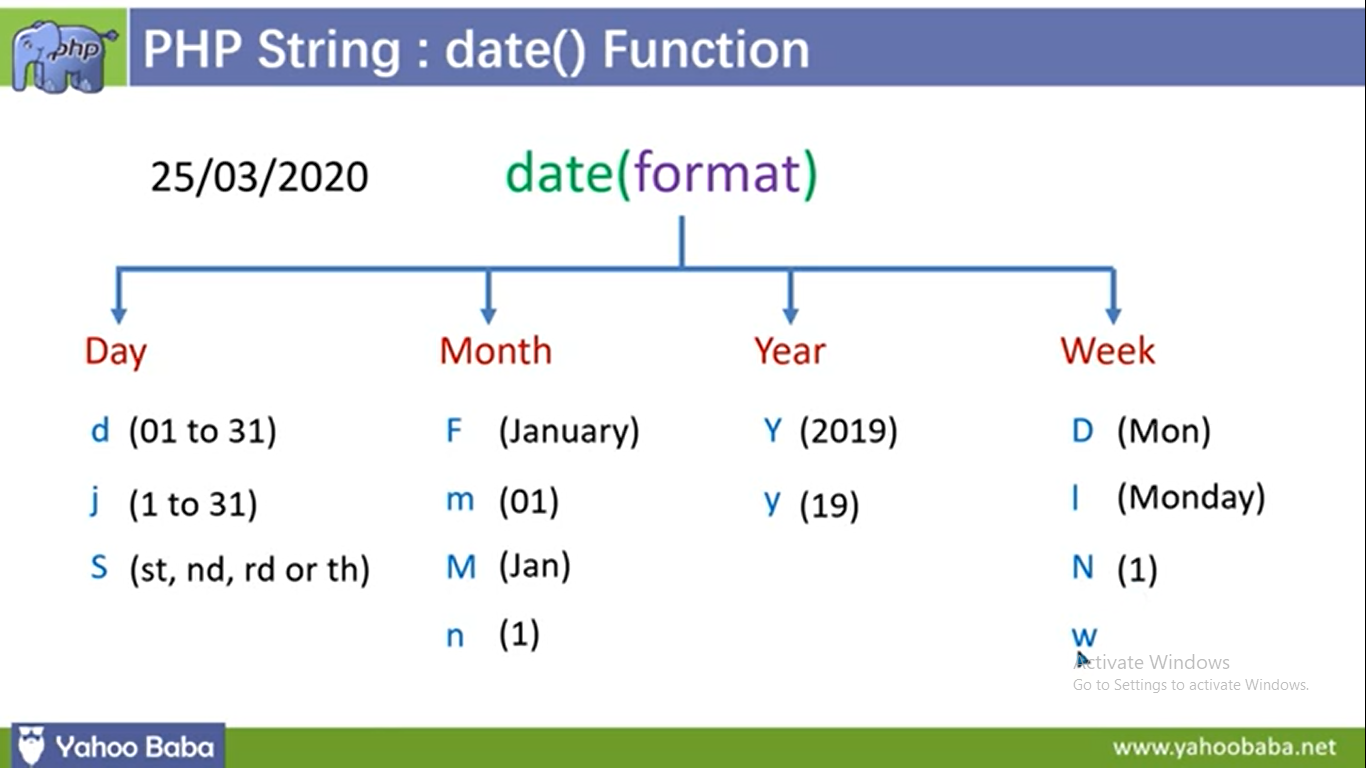 php
PHP String : date() Function
25/03/2020
date(format)
Day
Month
Year
Week
d (01 to 31)
F (January)
Y (2019)
D (Mon)
j (1 to 31)
m (01)
y (19)
l (Monday)
S (st, nd, rd or th)
M (Jan)
N (1)
n (1)
w
Activate Windows
Go to Settings to activate Windows.
Yahoo Baba
www.yahoobaba.net